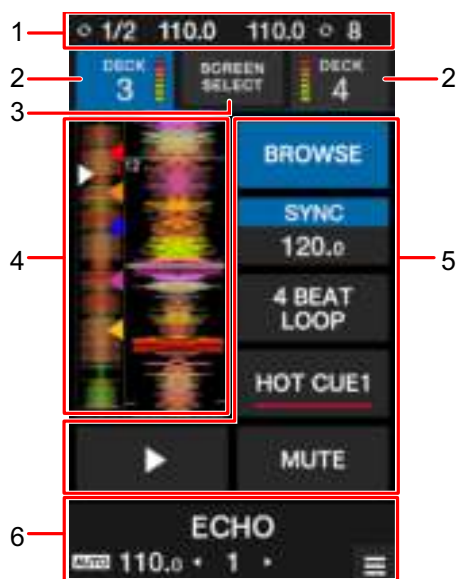 1
1/2 110.0 110.0 8
2
DECK
3
SCREEN
SELECT
DECK
4
2
3
4
BROWSE
SYNC
120.0
4 BEAT
LOOP
HOT CUE1
5
MUTE
6
ECHO
AUTO 110.0 1